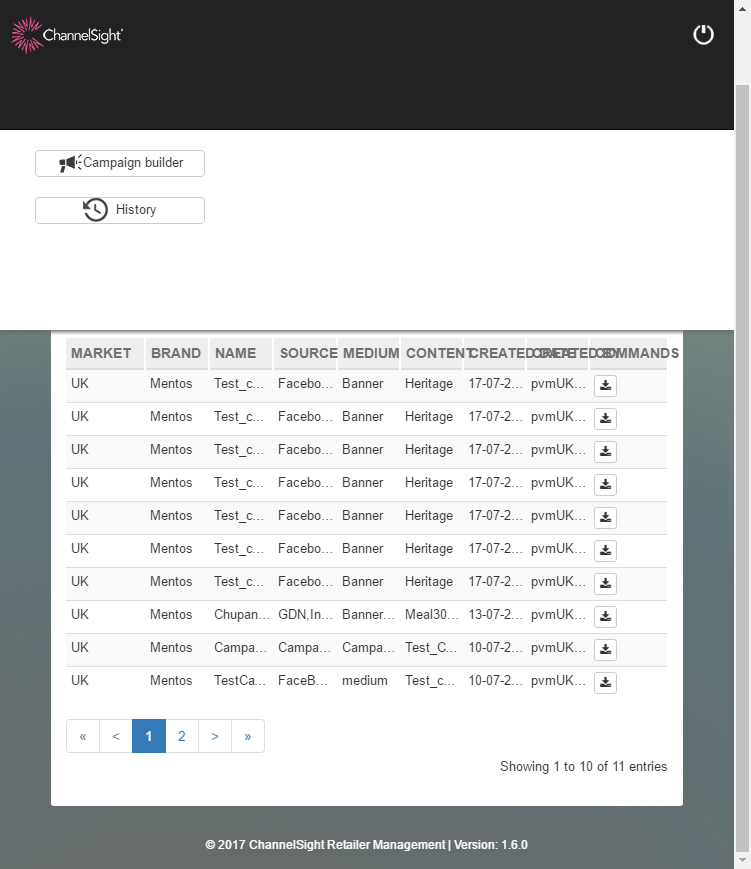 ChannelSight
Campaign builder
History
MARKET BRAND NAME SOURCE MEDIUM CONTENT CREATED DATE CREATED BY COMMANDS
UK Mentos Test_c... Facebo... Banner Heritage 17-07-2... pvmUK...
UK Mentos Test_c... Facebo... Banner Heritage 17-07-2... pvmUK...
UK Mentos Test_c... Facebo... Banner Heritage 17-07-2... pvmUK...
UK Mentos Test_c... Facebo... Banner Heritage 17-07-2... pvmUK...
UK Mentos Test_c... Facebo... Banner Heritage 17-07-2... pvmUK...
UK Mentos Test_c... Facebo... Banner Heritage 17-07-2... pvmUK...
UK Mentos Test_c... Facebo... Banner Heritage 17-07-2... pvmUK...
UK Mentos Chupan... GDN,In... Banner... Meal30... 13-07-2... pvmUK...
UK Mentos Campa... Campa... Campa... Test_C... 10-07-2... pvmUK...
UK Mentos TestCa... FaceB... medium Test_c... 10-07-2... pvmUK...
« < 1 2 > »
Showing 1 to 10 of 11 entries
© 2017 ChannelSight Retailer Management | Version: 1.6.0